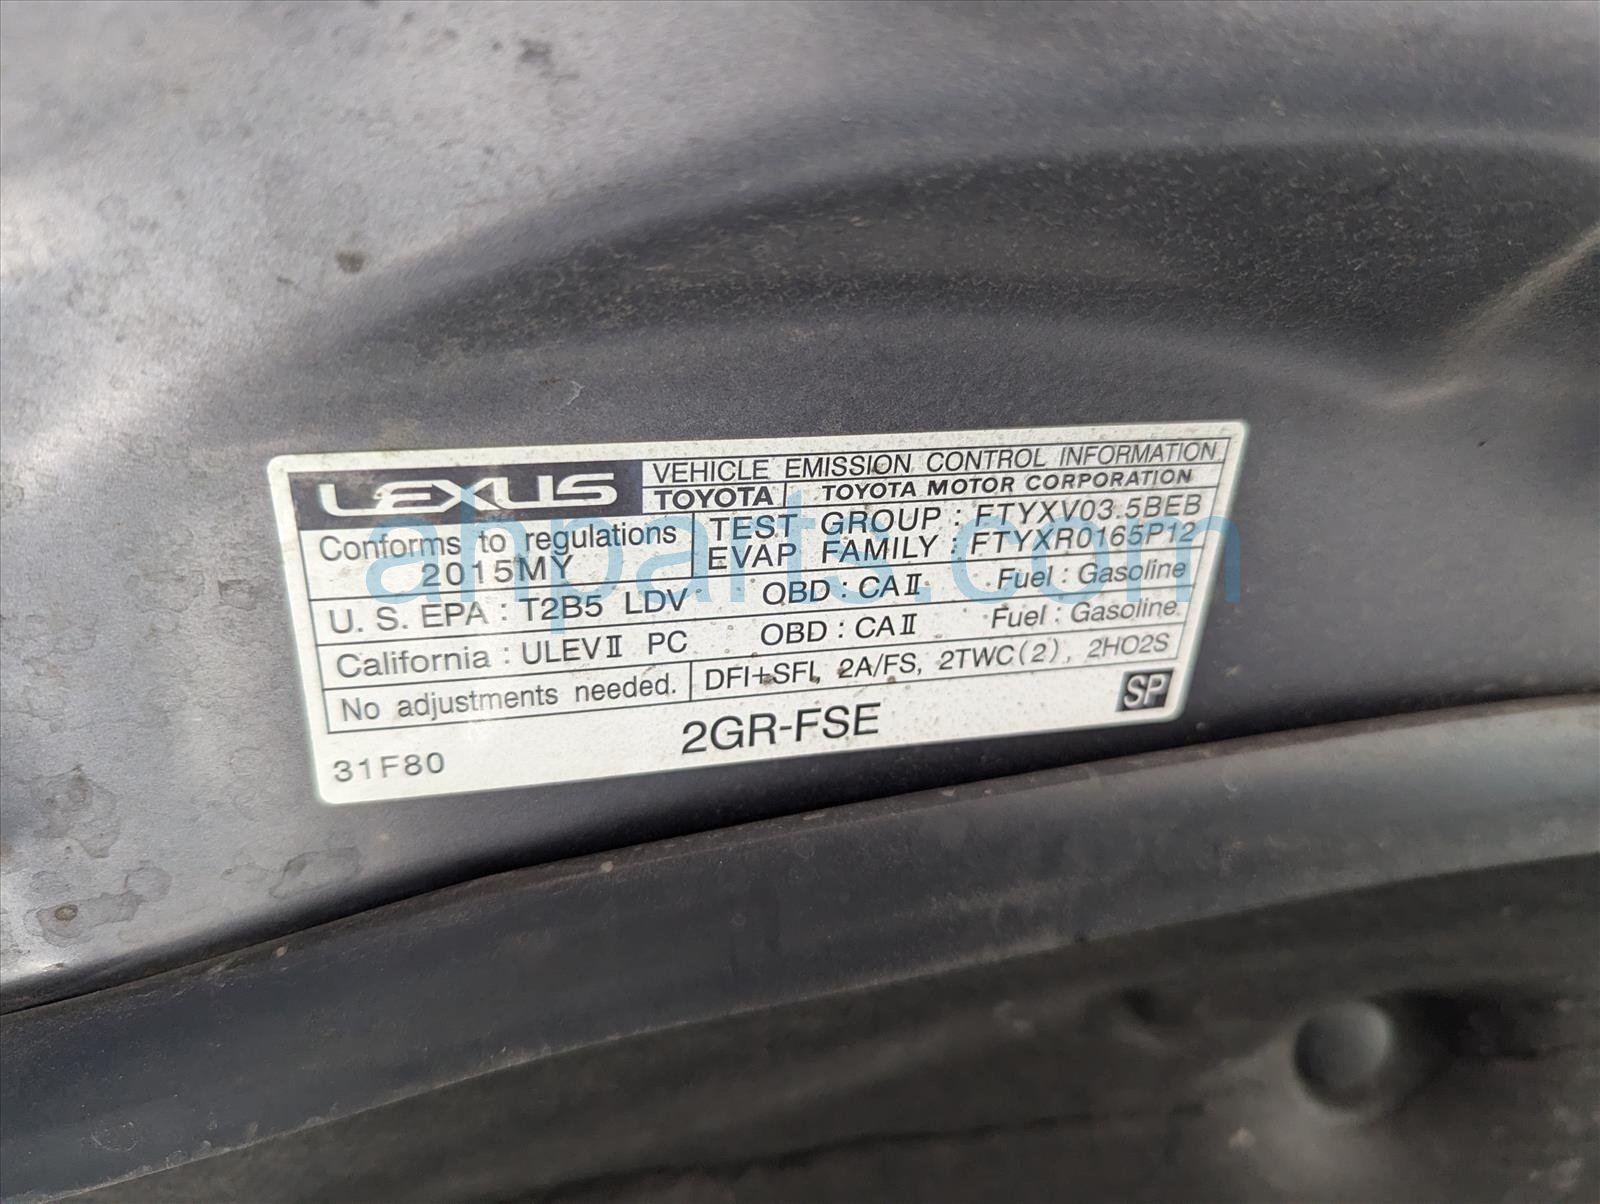 LEXUS
VEHICLE EMISSION CONTROL INFORMATION
TOYOTA TOYOTA MOTOR CORPORATION
Conforms to regulations
2015MY
TEST GROUP : FTYXV03.5BEB
EVAP FAMILY : FTYXR0165P12
U. S. EPA : T2B5 LDV OBD : CAⅡ Fuel : Gasoline
California : ULEVⅡ PC OBD : CAⅡ Fuel : Gasoline
No adjustments needed. DFI+SFI, 2A/FS, 2TWC(2), 2HO2S
2GR-FSE SP
31F80
ahparts.com